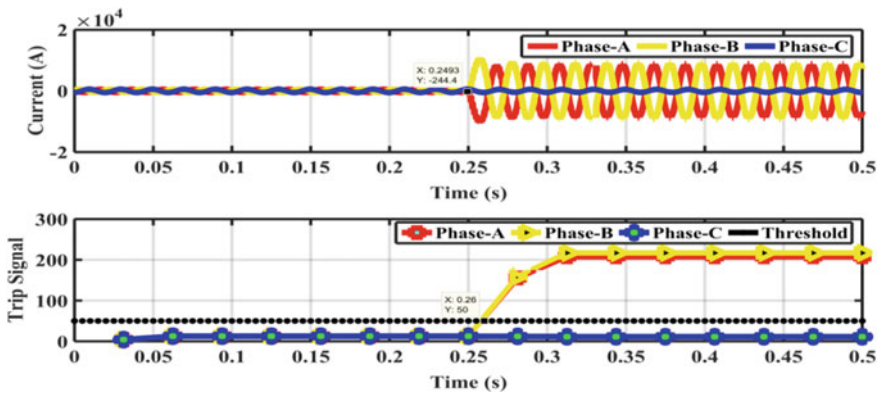 ×10⁴
2
0
-2
Current (A)
Phase-A Phase-B Phase-C
X: 0.2493
Y: -244.4
0 0.05 0.1 0.15 0.2 0.25 0.3 0.35 0.4 0.45 0.5
Time (s)
300
200
100
0
Trip Signal
Phase-A Phase-B Phase-C Threshold
X: 0.26
Y: 50
0 0.05 0.1 0.15 0.2 0.25 0.3 0.35 0.4 0.45 0.5
Time (s)